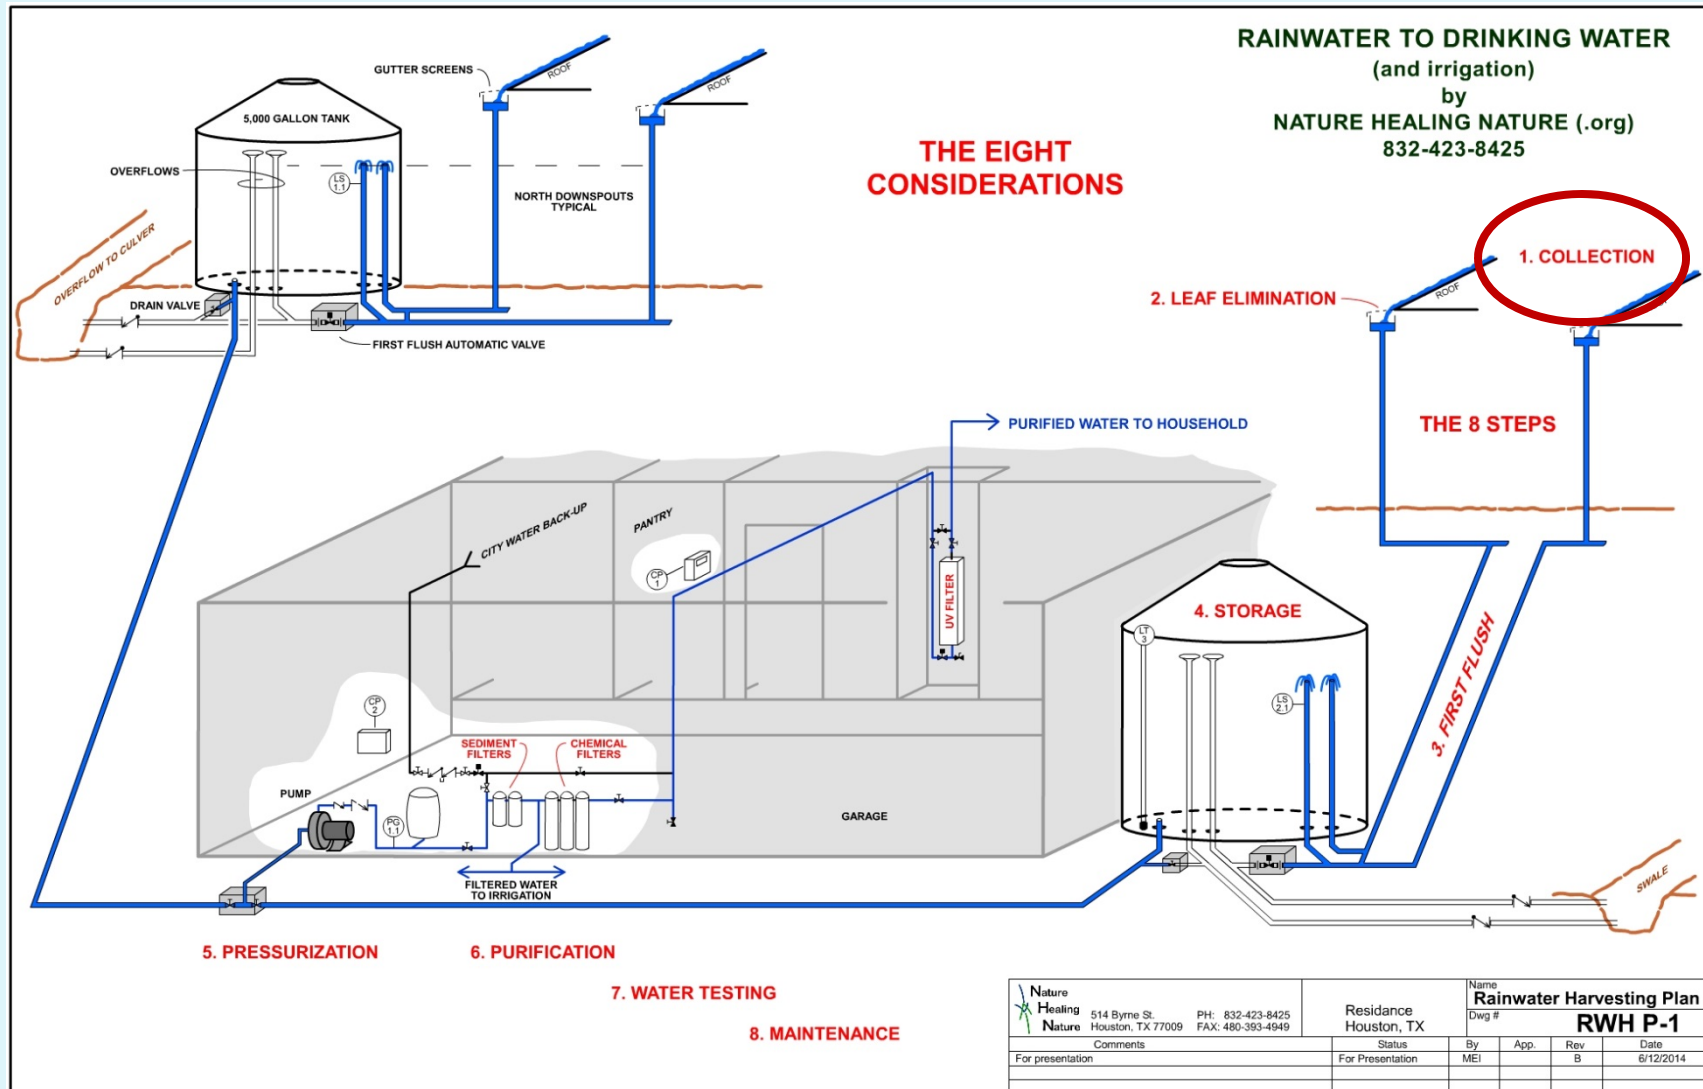 RAINWATER TO DRINKING WATER
(and irrigation)
by
NATURE HEALING NATURE (.org)
832-423-8425
THE EIGHT
CONSIDERATIONS
GUTTER SCREENS
ROOF
ROOF
5,000 GALLON TANK
OVERFLOWS
LS
1.1
NORTH DOWNSPOUTS
TYPICAL
OVERFLOW TO CULVER
DRAIN VALVE
FIRST FLUSH AUTOMATIC VALVE
1. COLLECTION
2. LEAF ELIMINATION
ROOF
ROOF
THE 8 STEPS
PURIFIED WATER TO HOUSEHOLD
CITY WATER BACK-UP
PANTRY
CP
1
UV FILTER
4. STORAGE
LT
3
LS
2.1
3. FIRST FLUSH
CP
2
SEDIMENT
FILTERS
CHEMICAL
FILTERS
PUMP
PG
1.1
GARAGE
FILTERED WATER
TO IRRIGATION
SWALE
5. PRESSURIZATION
6. PURIFICATION
7. WATER TESTING
8. MAINTENANCE
Nature
Healing
Nature
514 Byrne St.
Houston, TX 77009
PH: 832-423-8425
FAX: 480-393-4949
Residance
Houston, TX
Name
Rainwater Harvesting Plan
Dwg #
RWH P-1
Comments
Status
By
App.
Rev
Date
For presentation
For Presentation
MEI
B
6/12/2014